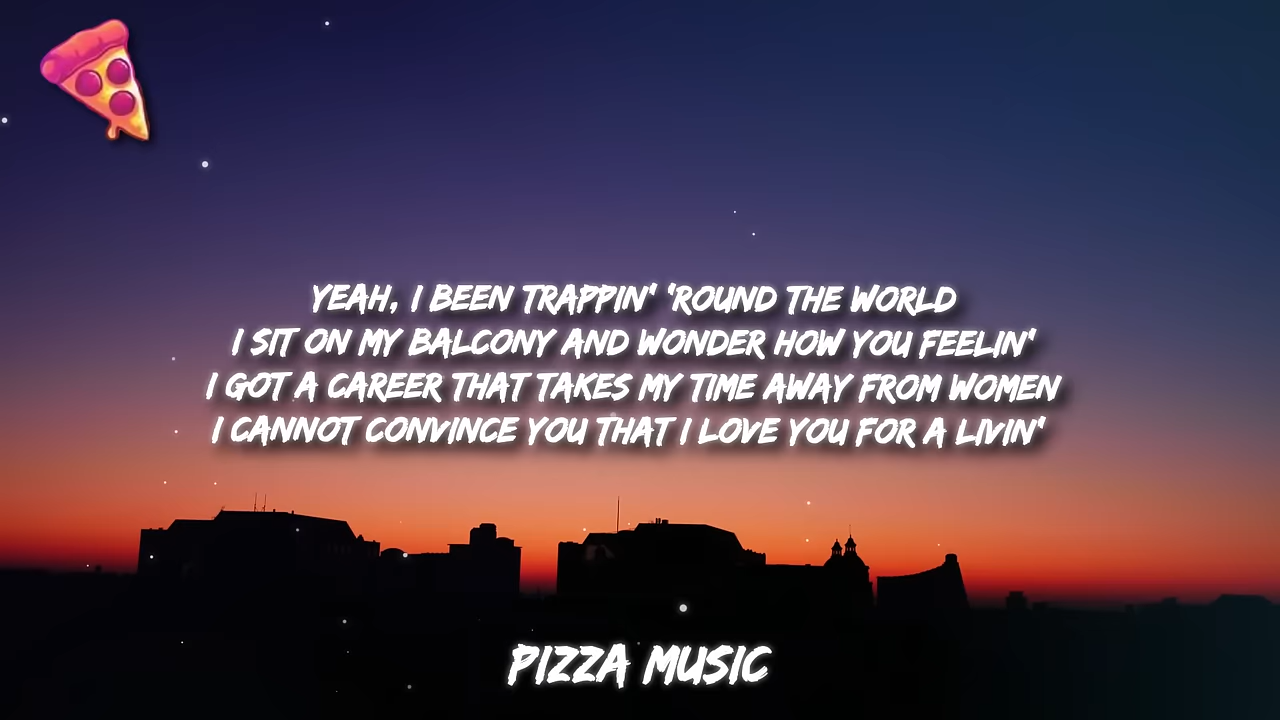 YEAH, I BEEN TRAPPIN' 'ROUND THE WORLD
I SIT ON MY BALCONY AND WONDER HOW YOU FEELIN'
I GOT A CAREER THAT TAKES MY TIME AWAY FROM WOMEN
I CANNOT CONVINCE YOU THAT I LOVE YOU FOR A LIVIN'
PIZZA MUSIC